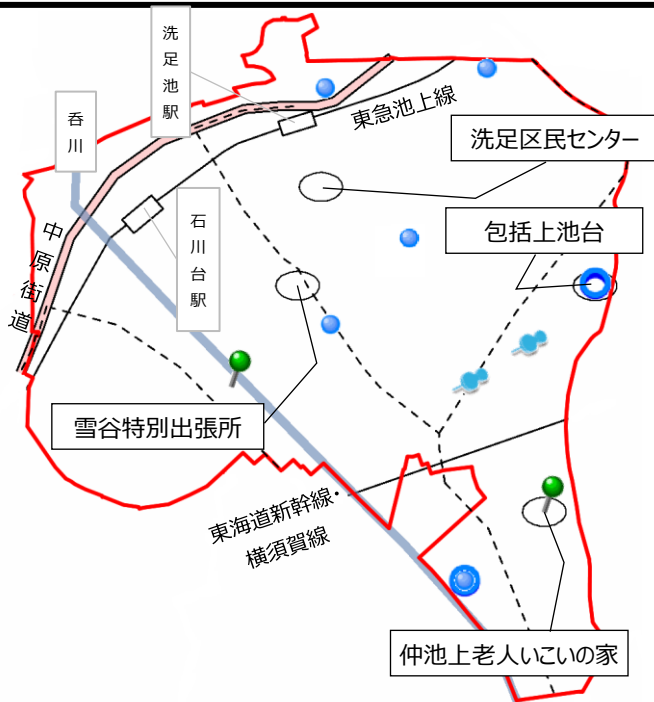 洗足池駅
東急池上線
呑川
洗足区民センター
包括上池台
石川台駅
中原街道
雪谷特別出張所
東海道新幹線・
横須賀線
仲池上老人いこいの家